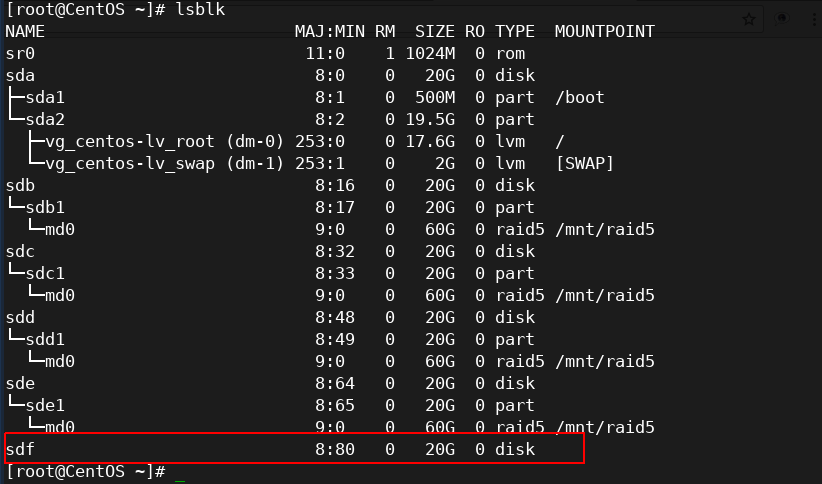 [root@CentOS ~]# lsblk
NAME                         MAJ:MIN RM  SIZE RO TYPE  MOUNTPOINT
sr0                           11:0    1 1024M  0 rom
sda                            8:0    0   20G  0 disk
├─sda1                         8:1    0  500M  0 part  /boot
└─sda2                         8:2    0 19.5G  0 part
  ├─vg_centos-lv_root (dm-0) 253:0    0 17.6G  0 lvm   /
  └─vg_centos-lv_swap (dm-1) 253:1    0    2G  0 lvm   [SWAP]
sdb                            8:16   0   20G  0 disk
└─sdb1                         8:17   0   20G  0 part
  └─md0                        9:0    0   60G  0 raid5 /mnt/raid5
sdc                            8:32   0   20G  0 disk
└─sdc1                         8:33   0   20G  0 part
  └─md0                        9:0    0   60G  0 raid5 /mnt/raid5
sdd                            8:48   0   20G  0 disk
└─sdd1                         8:49   0   20G  0 part
  └─md0                        9:0    0   60G  0 raid5 /mnt/raid5
sde                            8:64   0   20G  0 disk
└─sde1                         8:65   0   20G  0 part
  └─md0                        9:0    0   60G  0 raid5 /mnt/raid5
sdf                            8:80   0   20G  0 disk
[root@CentOS ~]# _